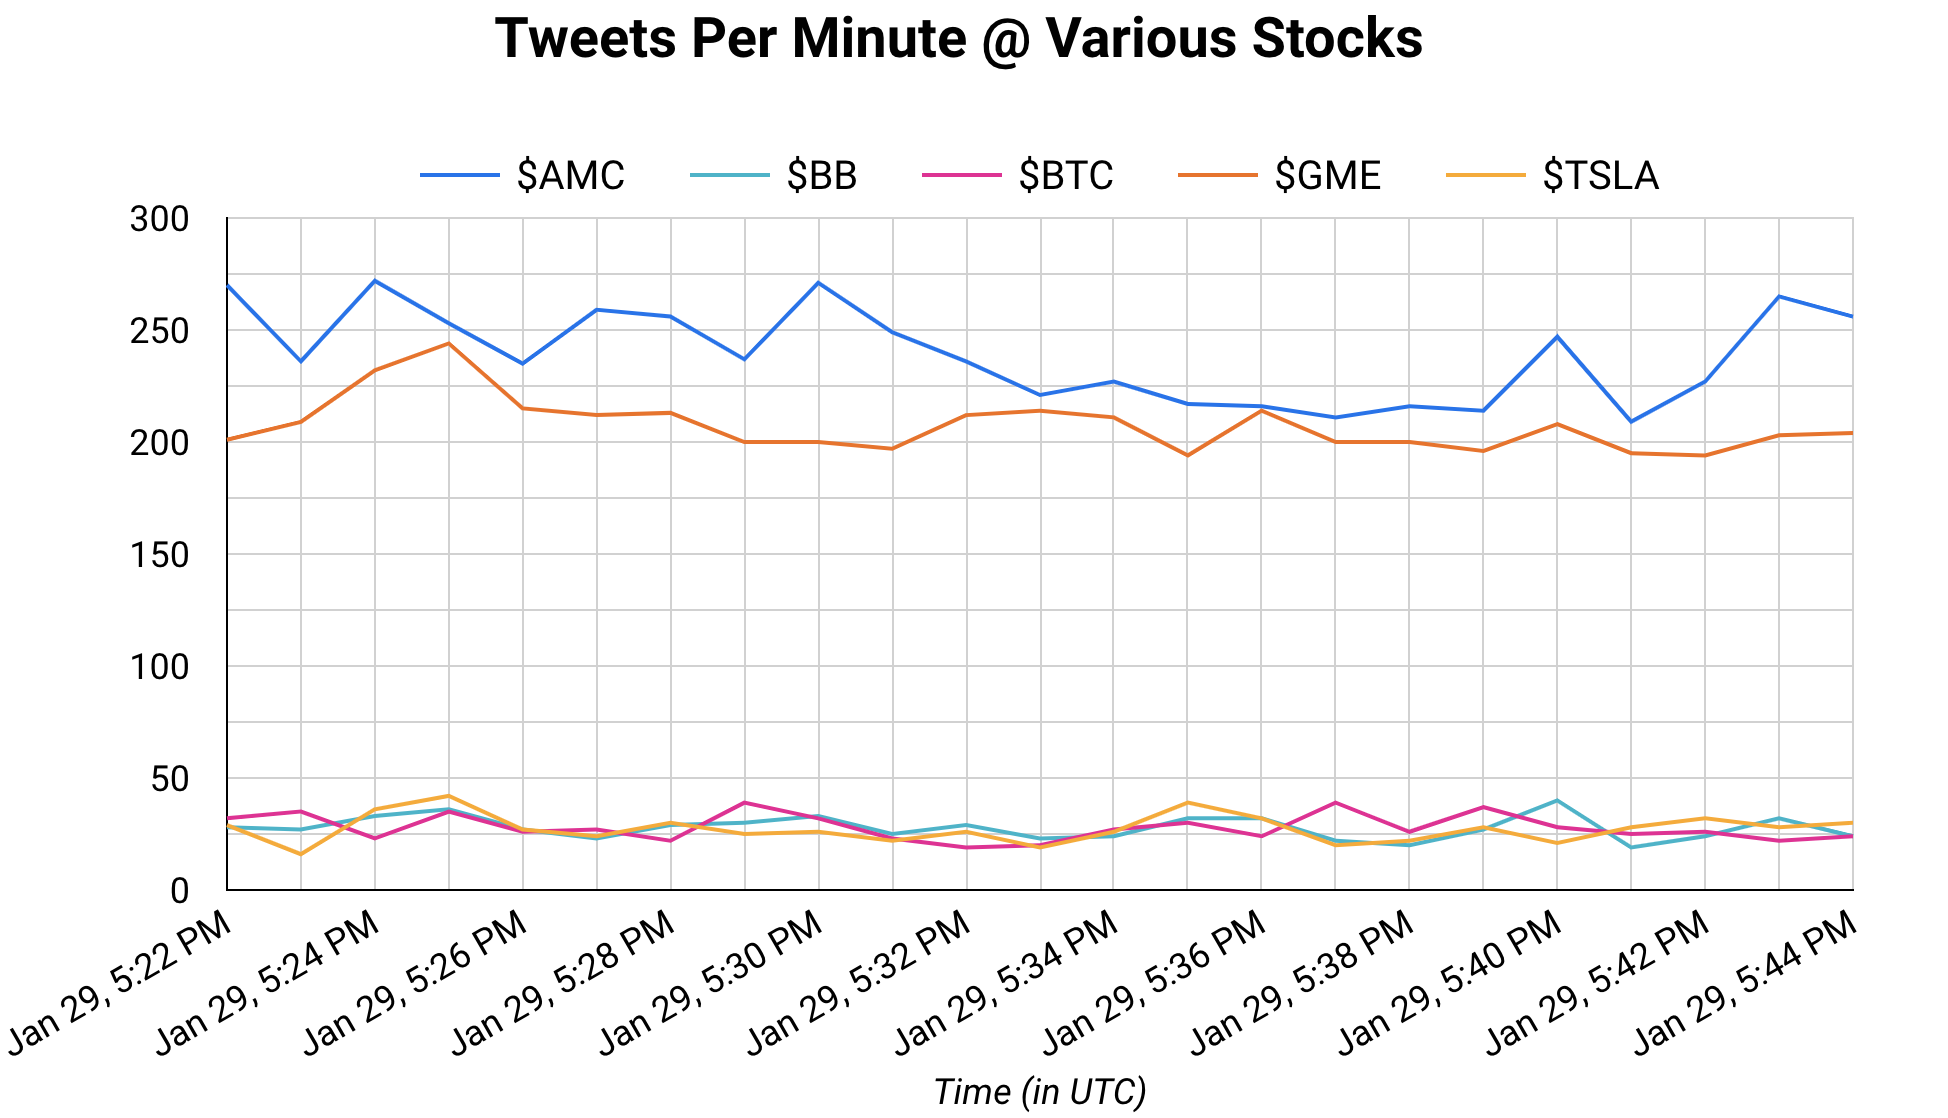 Tweets Per Minute @ Various Stocks
$AMC $BB $BTC $GME $TSLA
300
250
200
150
100
50
0
Jan 29, 5:22 PM
Jan 29, 5:24 PM
Jan 29, 5:26 PM
Jan 29, 5:28 PM
Jan 29, 5:30 PM
Jan 29, 5:32 PM
Jan 29, 5:34 PM
Jan 29, 5:36 PM
Jan 29, 5:38 PM
Jan 29, 5:40 PM
Jan 29, 5:42 PM
Jan 29, 5:44 PM
Time (in UTC)